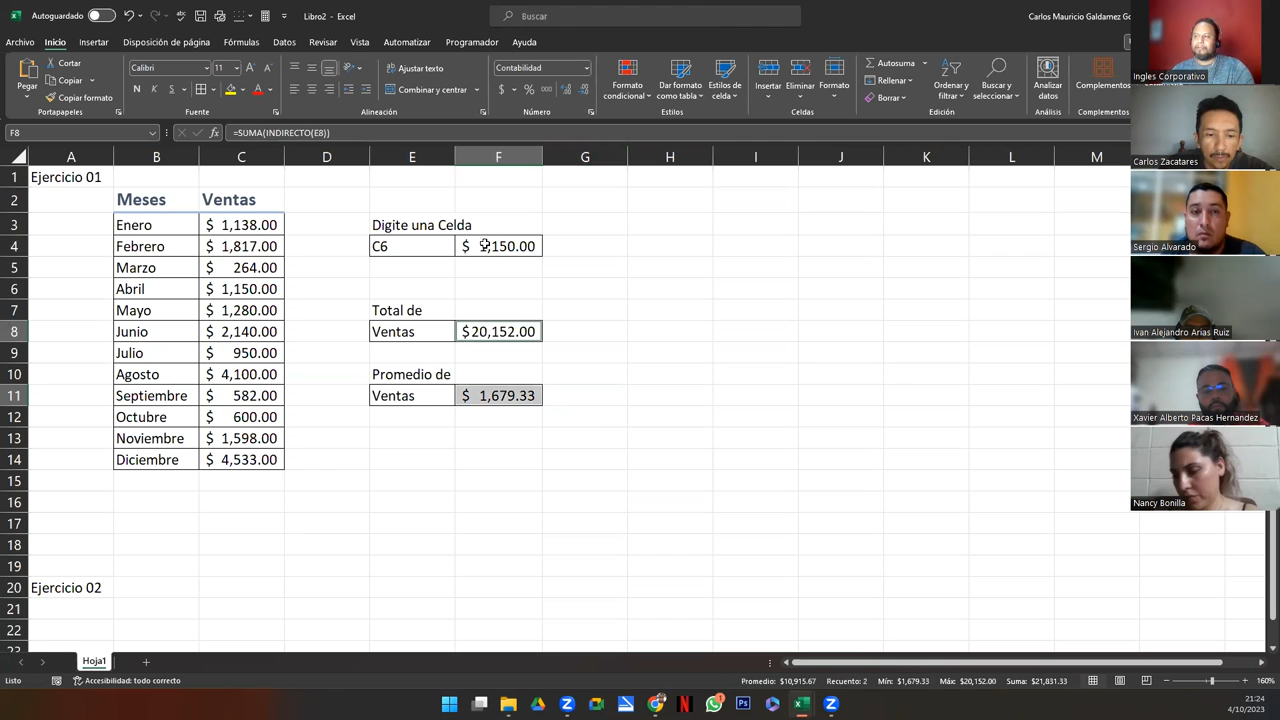 Autoguardado
Libro2 - Excel
Buscar
Carlos Mauricio Galdamez Go
Archivo Inicio Insertar Disposición de página Fórmulas Datos Revisar Vista Automatizar Programador Ayuda
Pegar
Cortar
Copiar
Copiar formato
Portapapeles
Calibri 11
N K S
Fuente
Ajustar texto
Combinar y centrar
Alineación
Contabilidad
$ % 000
Número
Formato condicional
Dar formato como tabla
Estilos de celda
Estilos
Insertar Eliminar Formato
Celdas
Autosuma
Rellenar
Borrar
Ordenar y filtrar
Buscar y seleccionar
Edición
Analizar datos
Análisis
Complementos
Complementos
F8
fx =SUMA(INDIRECTO(E8))
A B C D E F G H I J K L M
1 Ejercicio 01
2 Meses Ventas
3 Enero $ 1,138.00 Digite una Celda
4 Febrero $ 1,817.00 C6 $ 1,150.00
5 Marzo $ 264.00
6 Abril $ 1,150.00
7 Mayo $ 1,280.00 Total de
8 Junio $ 2,140.00 Ventas $20,152.00
9 Julio $ 950.00
10 Agosto $ 4,100.00 Promedio de
11 Septiembre $ 582.00 Ventas $ 1,679.33
12 Octubre $ 600.00
13 Noviembre $ 1,598.00
14 Diciembre $ 4,533.00
15
16
17
18
19
20 Ejercicio 02
21
22
23
Hoja1
Listo
Accesibilidad: todo correcto
Promedio: $10,915.67 Recuento: 2 Mín: $1,679.33 Máx: $20,152.00 Suma: $21,831.33
160%
21:24
4/10/2023
Ingles Corporativo
Carlos Zacatares
Sergio Alvarado
Ivan Alejandro Arias Ruiz
Xavier Alberto Pacas Hernandez
Nancy Bonilla